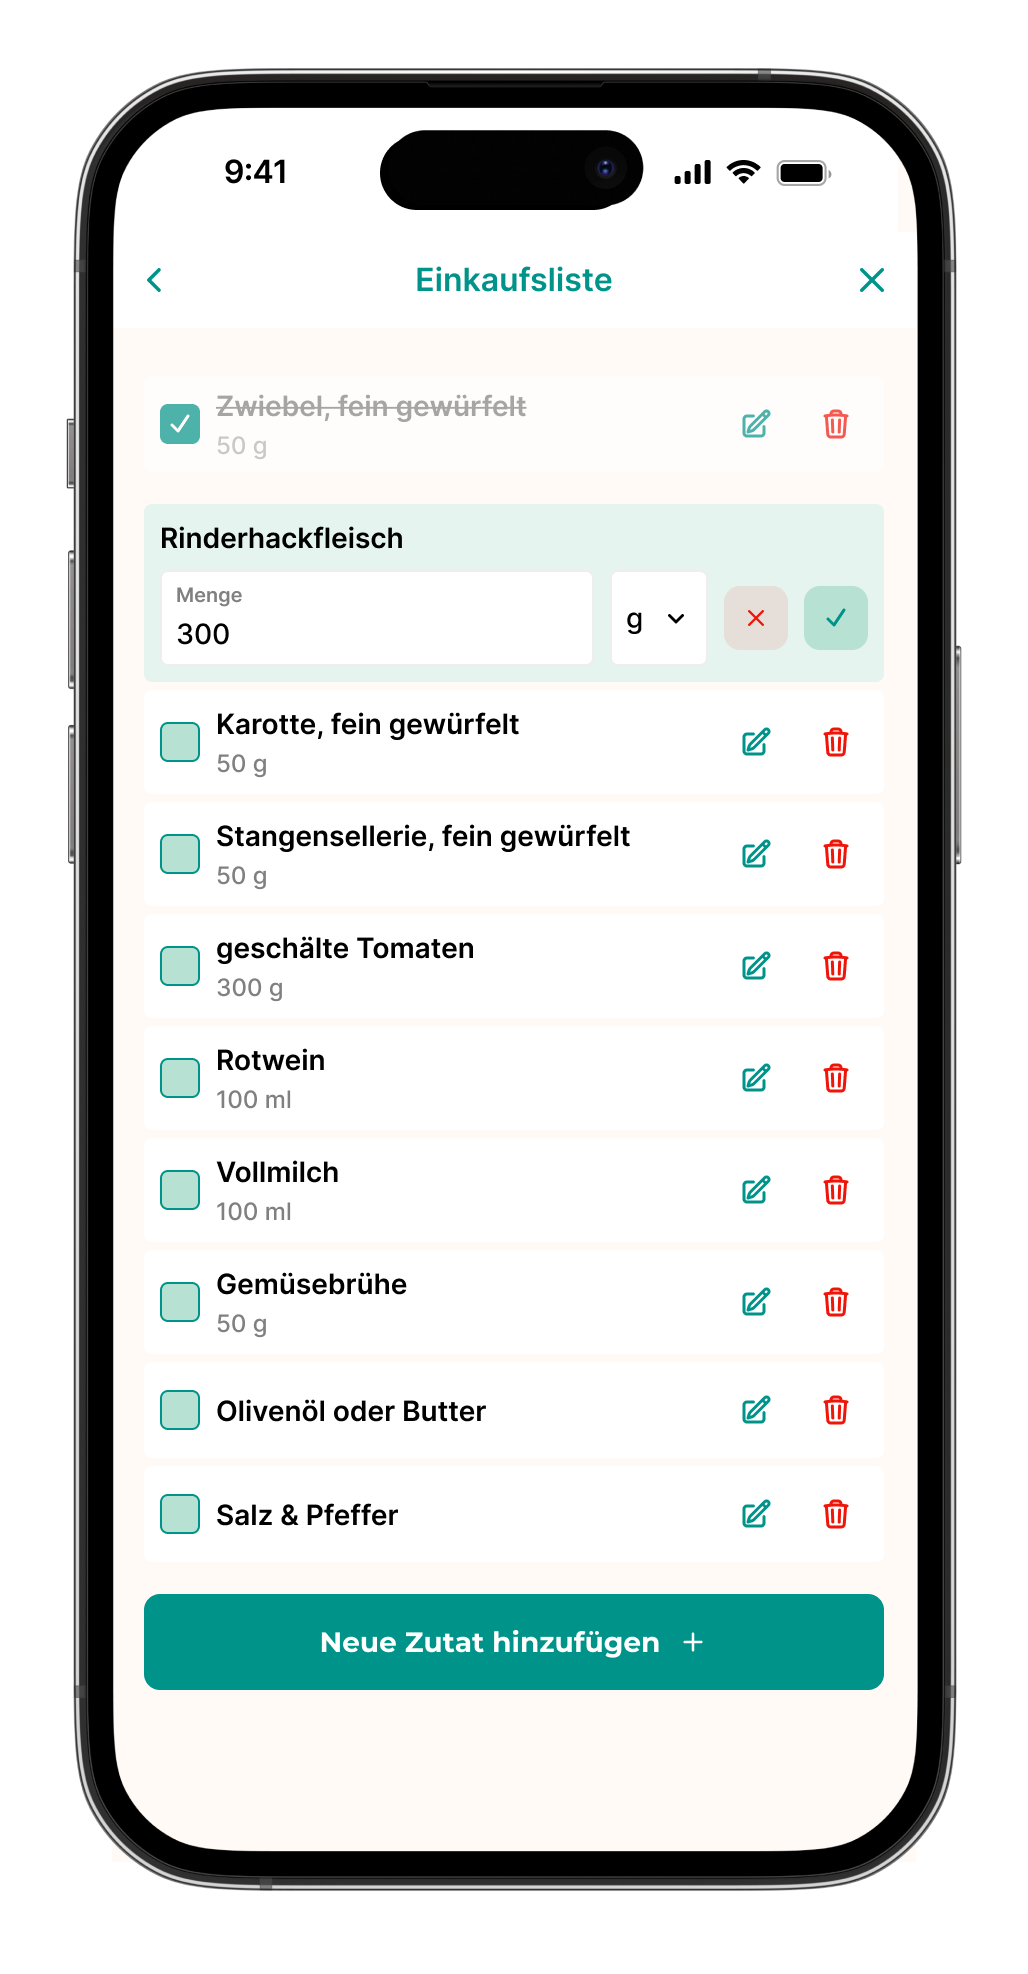 9:41
Einkaufsliste
Zwiebel, fein gewürfelt
50 g
Rinderhackfleisch
Menge
300
g
Karotte, fein gewürfelt
50 g
Stangensellerie, fein gewürfelt
50 g
geschälte Tomaten
300 g
Rotwein
100 ml
Vollmilch
100 ml
Gemüsebrühe
50 g
Olivenöl oder Butter
Salz & Pfeffer
Neue Zutat hinzufügen +